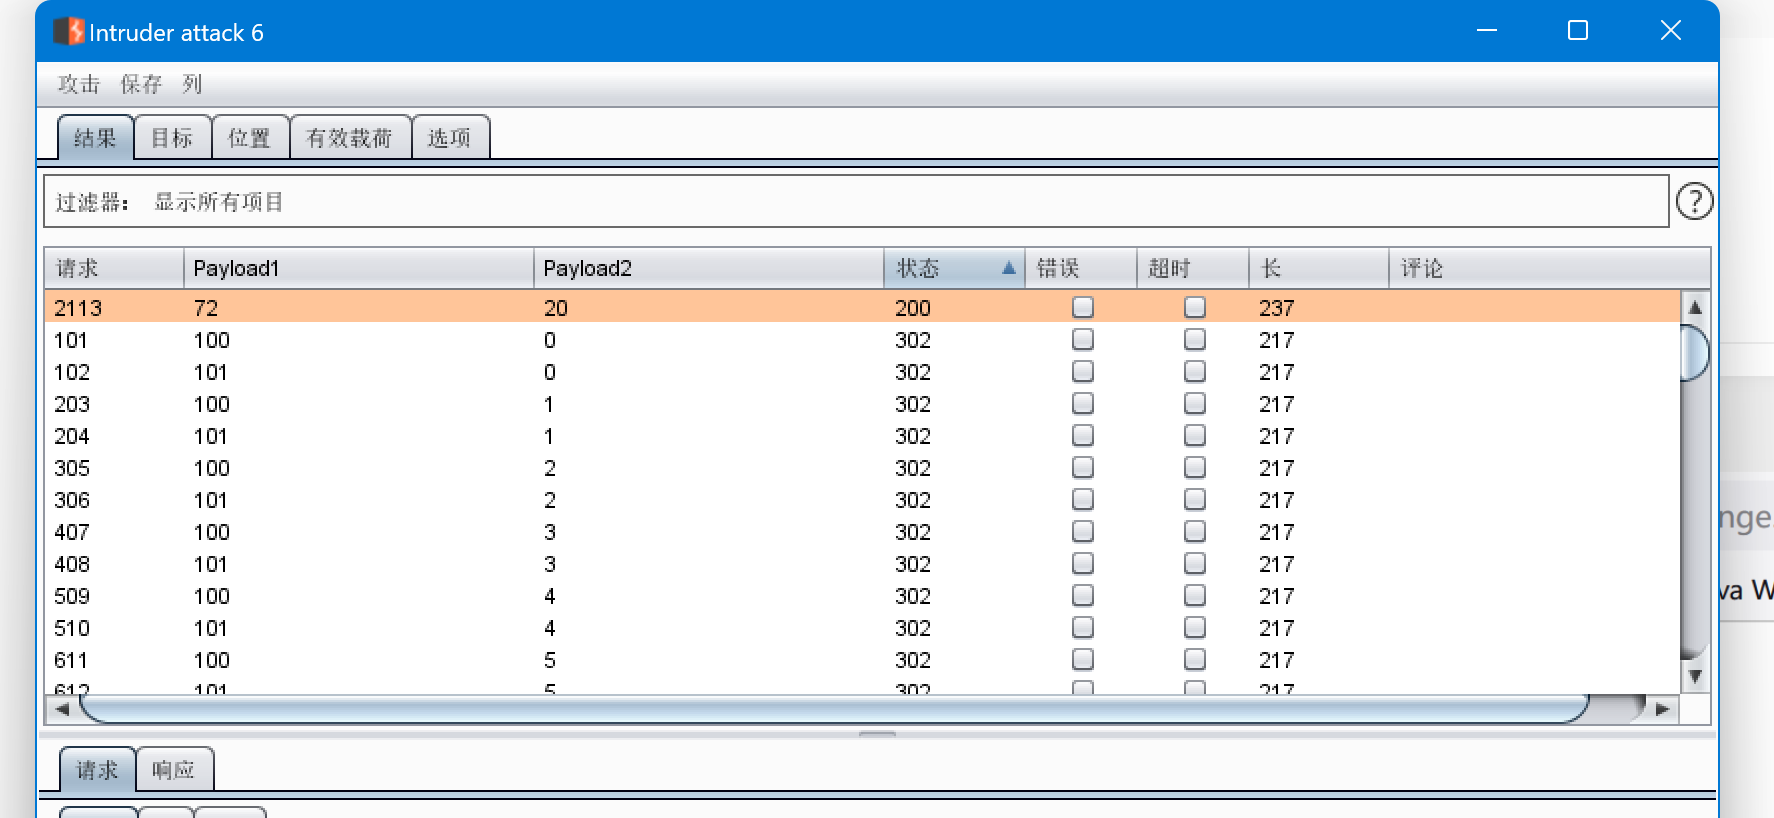 Intruder attack 6
攻击 保存 列
结果 目标 位置 有效载荷 选项
过滤器： 显示所有项目 ?
请求 Payload1 Payload2 状态 错误 超时 长 评论
2113 72 20 200 237
101 100 0 302 217
102 101 0 302 217
203 100 1 302 217
204 101 1 302 217
305 100 2 302 217
306 101 2 302 217
407 100 3 302 217
408 101 3 302 217
509 100 4 302 217
510 101 4 302 217
611 100 5 302 217
612 101 5 302 217
nge
va W
请求 响应